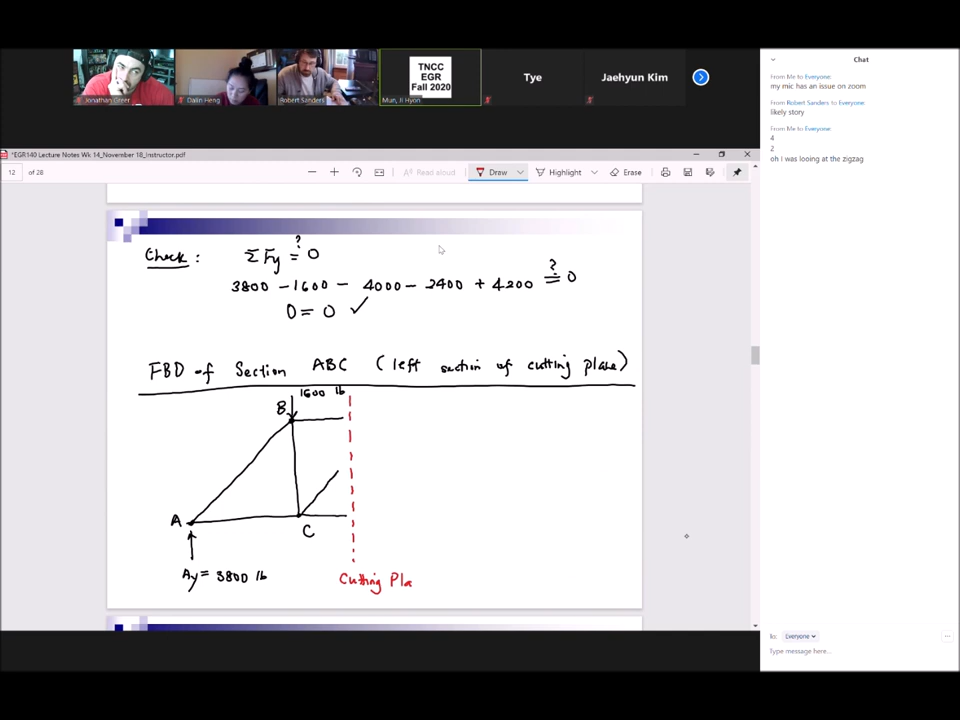 TNCC
EGR
Fall 2020
Tye
Jaehyun Kim
Jonathan Greer
Dalin Heng
Robert Sanders
Mun, Ji Hyon
*EGR140 Lecture Notes Wk 14_November 18_Instructor.pdf
12 of 28
Read aloud
Draw
Highlight
Erase
Check : ΣFy ≟ 0
3800 - 1600 - 4000 - 2400 + 4200 ≟ 0
0 = 0 ✓
FBD of Section ABC (left section of cutting plane)
1600 lb
B
A
C
Ay = 3800 lb
Cutting Pla
Chat
From Me to Everyone:
my mic has an issue on zoom
From Robert Sanders to Everyone:
likely story
From Me to Everyone:
4
2
oh I was looing at the zigzag
To: Everyone
Type message here...